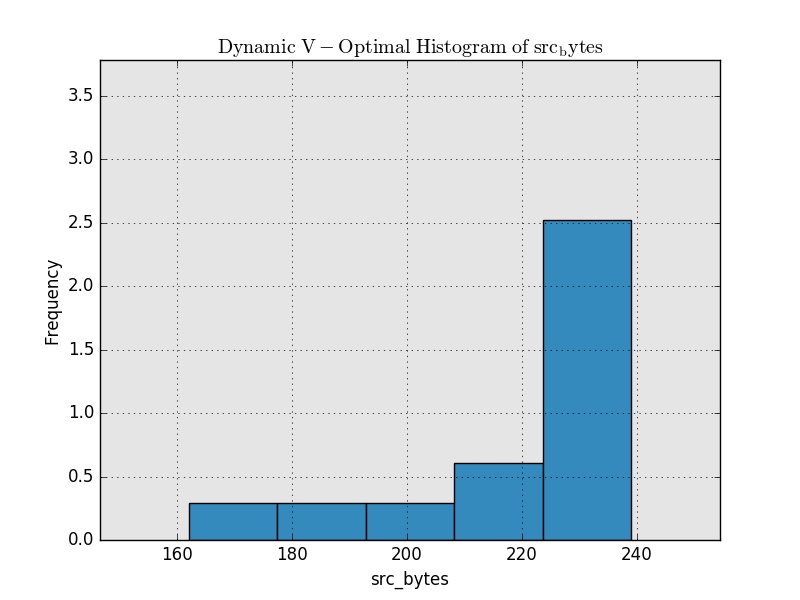 Dynamic V − Optimal Histogram of src_bytes
3.5
3.0
2.5
2.0
1.5
1.0
0.5
0.0
Frequency
160 180 200 220 240
src_bytes